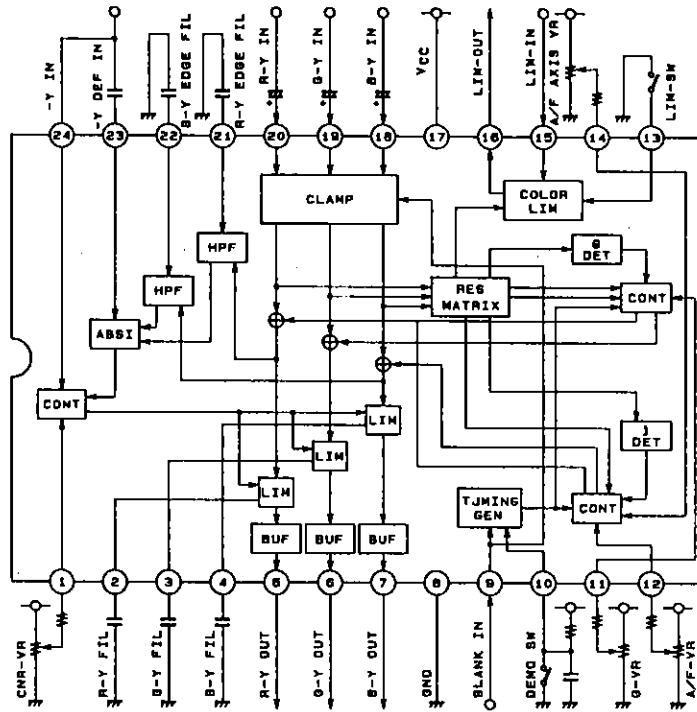 -Y IN
-Y DEF IN
B-Y EDGE FIL
R-Y EDGE FIL
R-Y IN
G-Y IN
B-Y IN
VCC
LIM-OUT
LIM-IN
A/F AXIS VR
LIM-SW
24
23
22
21
20
19
18
17
16
15
14
13
CLAMP
COLOR
LIM
HPF
G
DET
HPF
RES
MATRIX
CONT
ABSI
CONT
LIM
J
DET
LIM
LIM
TJMING
GEN
CONT
BUF
BUF
BUF
1
2
3
4
5
6
7
8
9
10
11
12
CNR-VR
R-Y FIL
G-Y FIL
B-Y FIL
R-Y OUT
G-Y OUT
B-Y OUT
GND
BLANK IN
DEMO SW
G-VR
A/F-VR